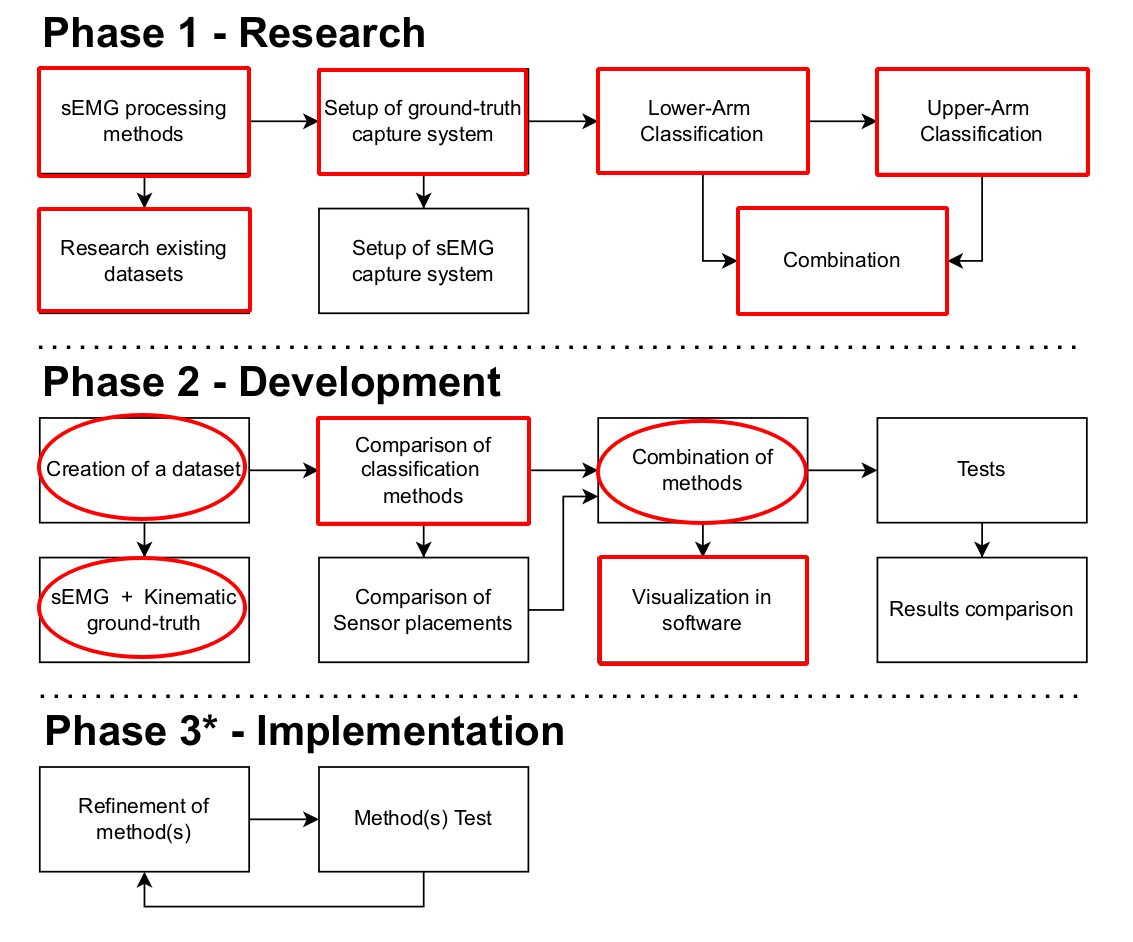 Phase 1 - Research
sEMG processing
methods
Setup of ground-truth
capture system
Lower-Arm
Classification
Upper-Arm
Classification
Research existing
datasets
Setup of sEMG
capture system
Combination
Phase 2 - Development
Creation of a dataset
Comparison of
classification
methods
Combination of
methods
Tests
sEMG + Kinematic
ground-truth
Comparison of
Sensor placements
Visualization in
software
Results comparison
Phase 3* - Implementation
Refinement of
method(s)
Method(s) Test